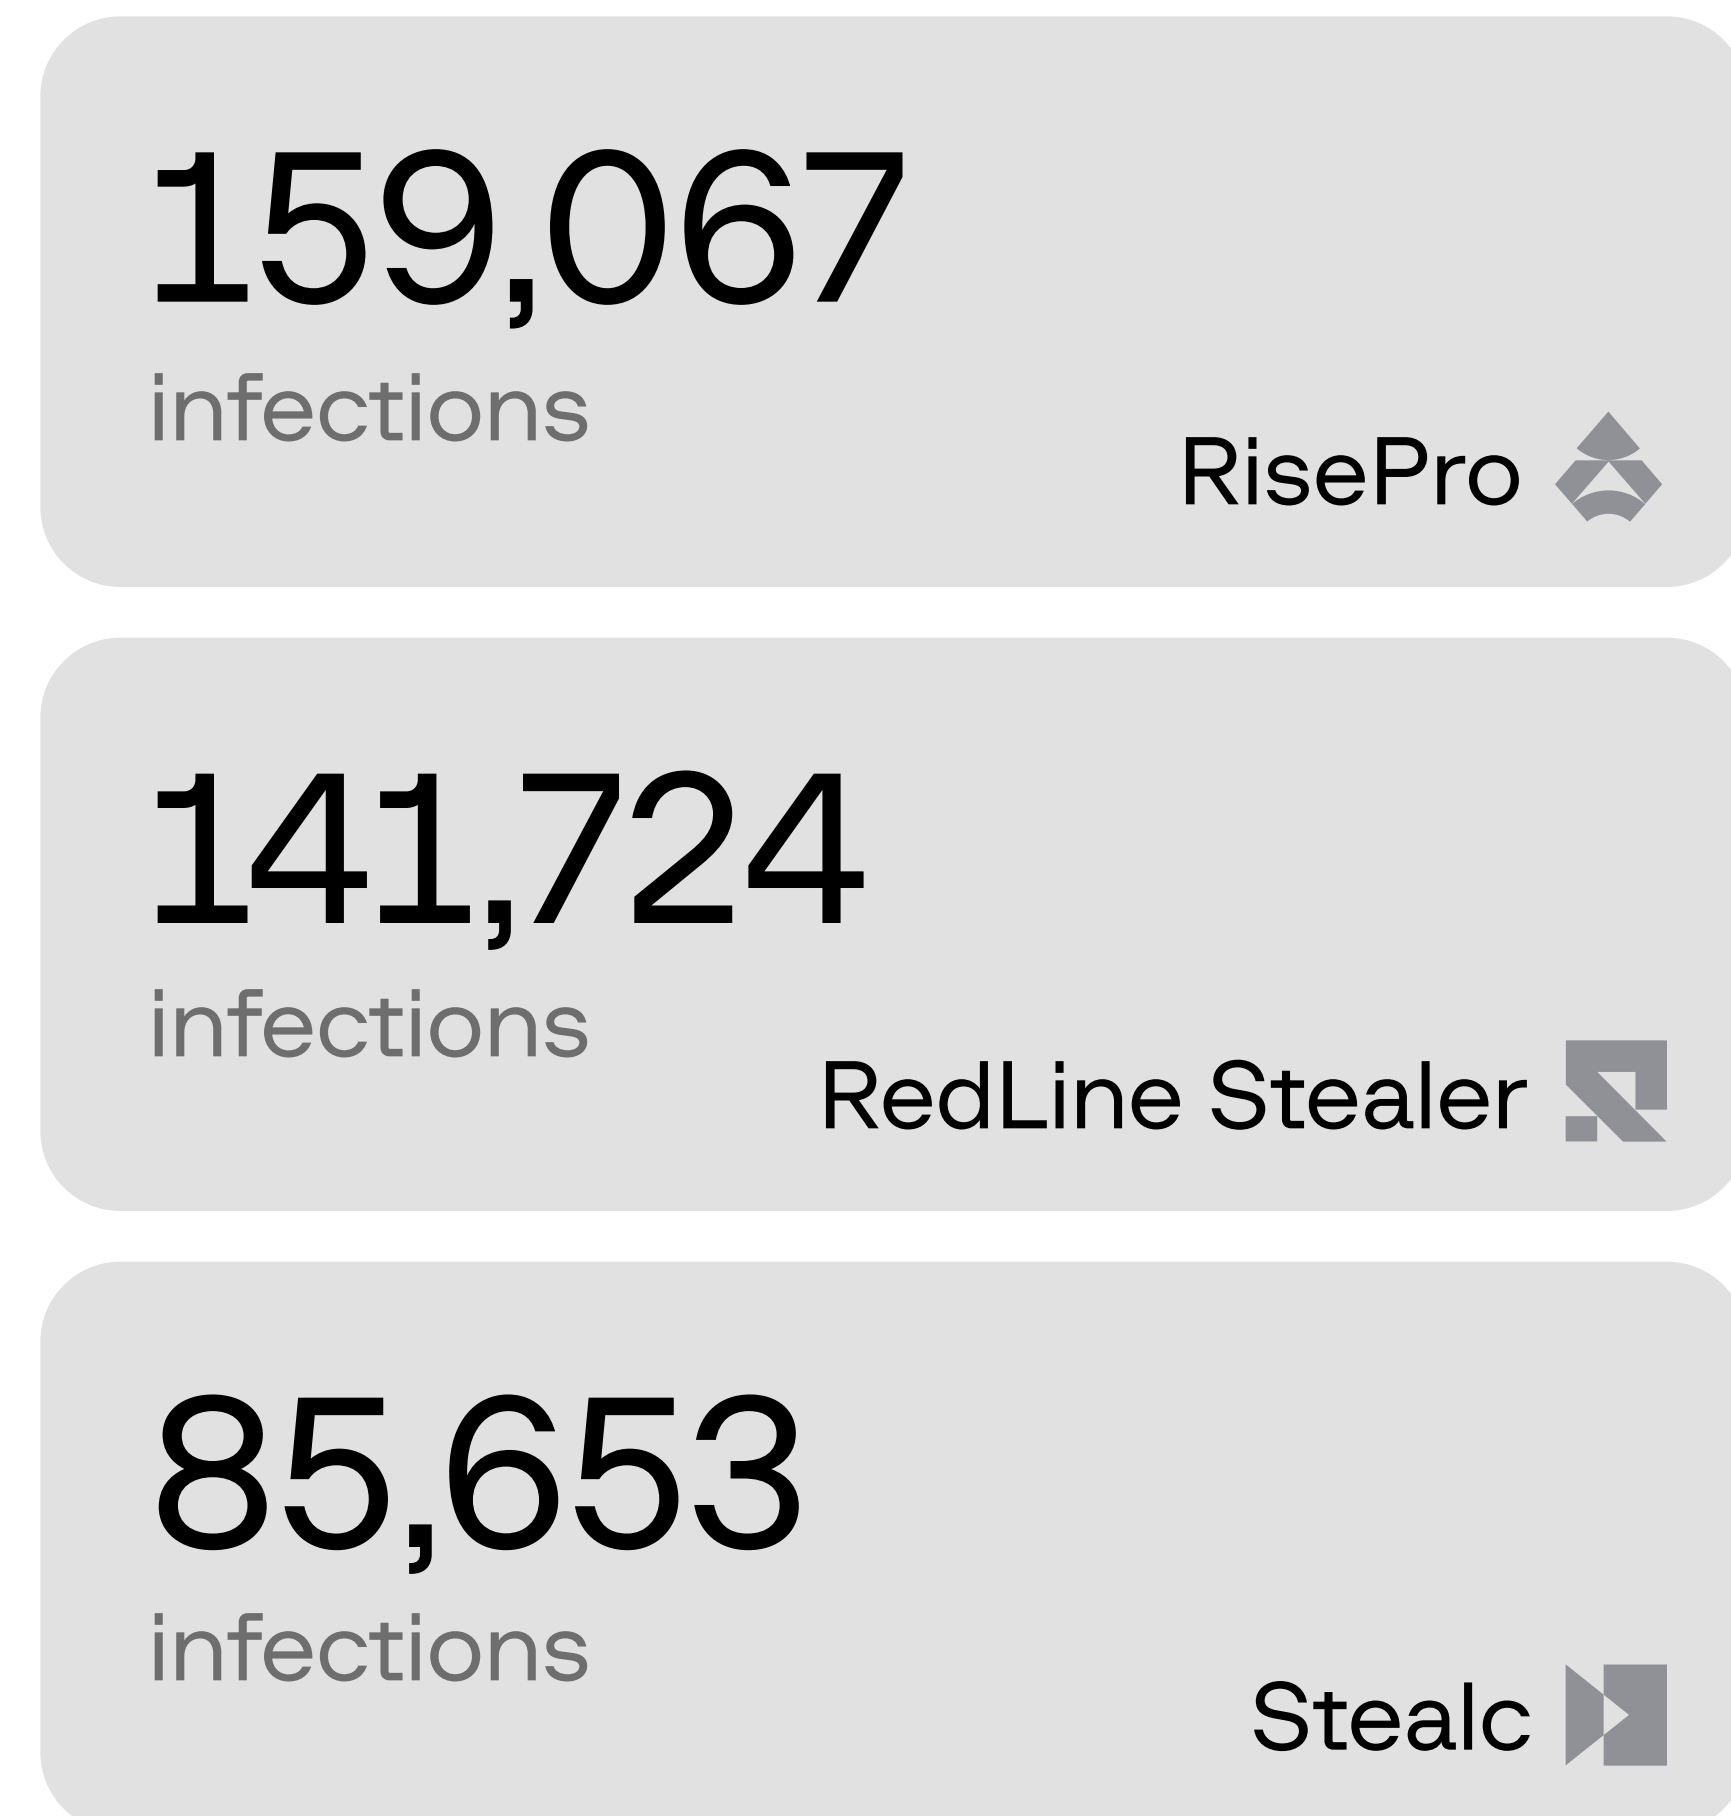 159,067
infections
RisePro
141,724
infections
RedLine Stealer
85,653
infections
Stealc